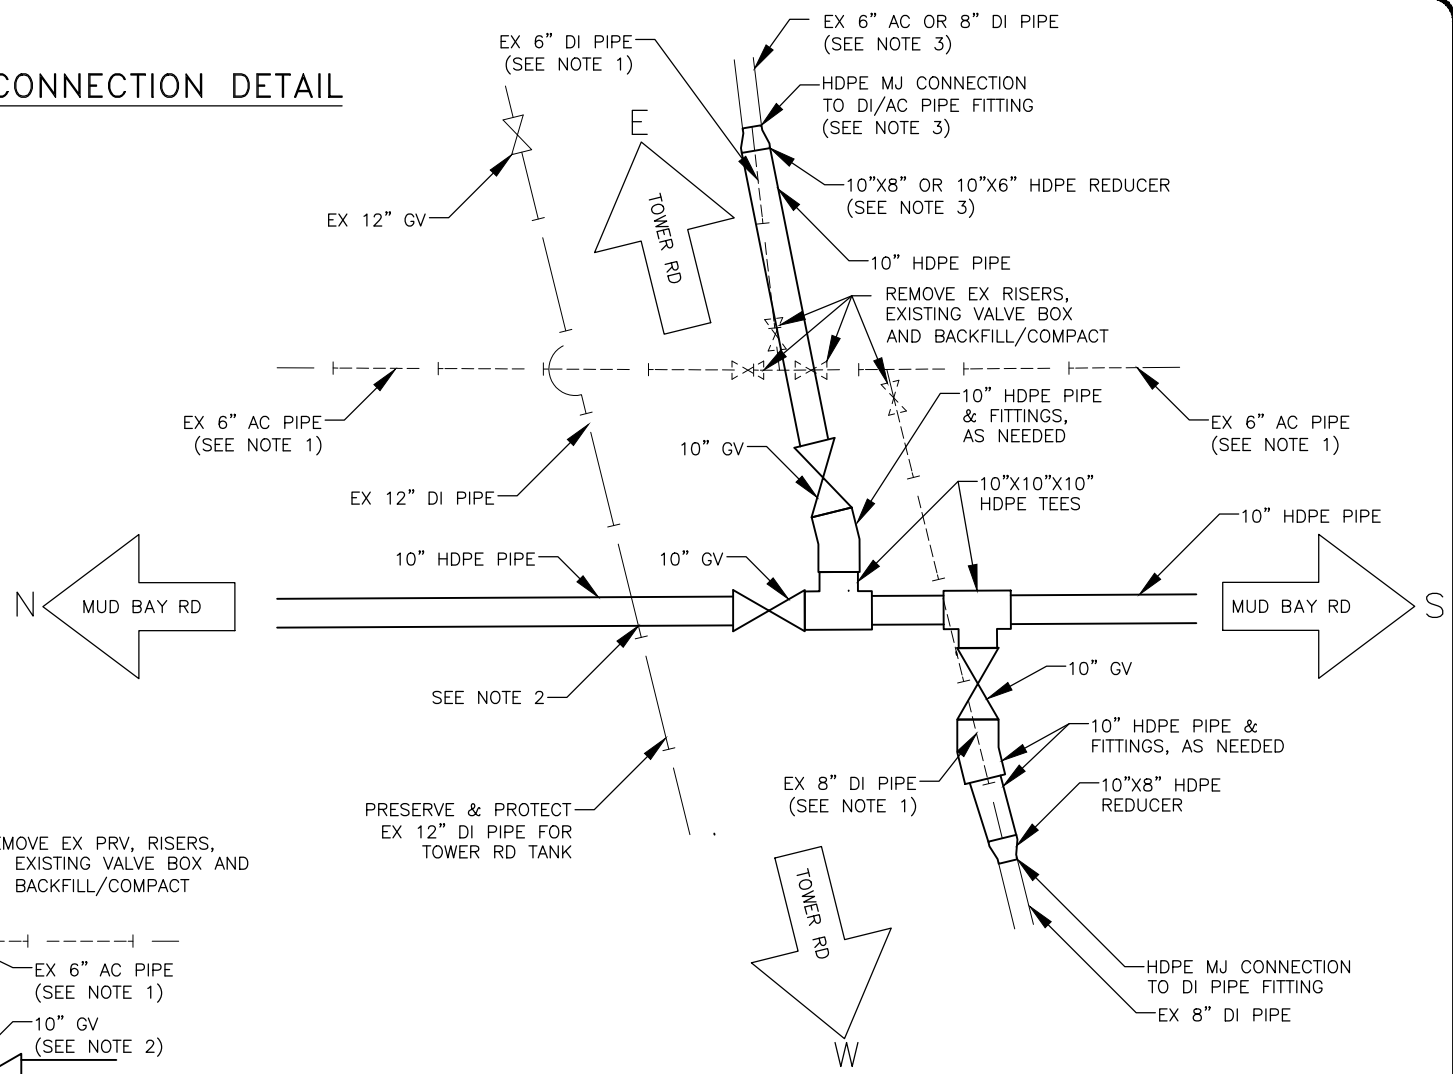 CONNECTION DETAIL
EX 6" DI PIPE
(SEE NOTE 1)
EX 6" AC OR 8" DI PIPE
(SEE NOTE 3)
HDPE MJ CONNECTION
TO DI/AC PIPE FITTING
(SEE NOTE 3)
E
TOWER RD
10"X8" OR 10"X6" HDPE REDUCER
(SEE NOTE 3)
EX 12" GV
10" HDPE PIPE
REMOVE EX RISERS,
EXISTING VALVE BOX
AND BACKFILL/COMPACT
EX 6" AC PIPE
(SEE NOTE 1)
10" HDPE PIPE
& FITTINGS,
AS NEEDED
EX 6" AC PIPE
(SEE NOTE 1)
10" GV
EX 12" DI PIPE
10"X10"X10"
HDPE TEES
10" HDPE PIPE
10" HDPE PIPE
10" GV
N
MUD BAY RD
MUD BAY RD
S
SEE NOTE 2
10" GV
10" HDPE PIPE &
FITTINGS, AS NEEDED
EX 8" DI PIPE
(SEE NOTE 1)
10"X8" HDPE
REDUCER
PRESERVE & PROTECT
EX 12" DI PIPE FOR
TOWER RD TANK
EMOVE EX PRV, RISERS,
EXISTING VALVE BOX AND
BACKFILL/COMPACT
TOWER RD
W
EX 6" AC PIPE
(SEE NOTE 1)
10" GV
(SEE NOTE 2)
HDPE MJ CONNECTION
TO DI PIPE FITTING
EX 8" DI PIPE